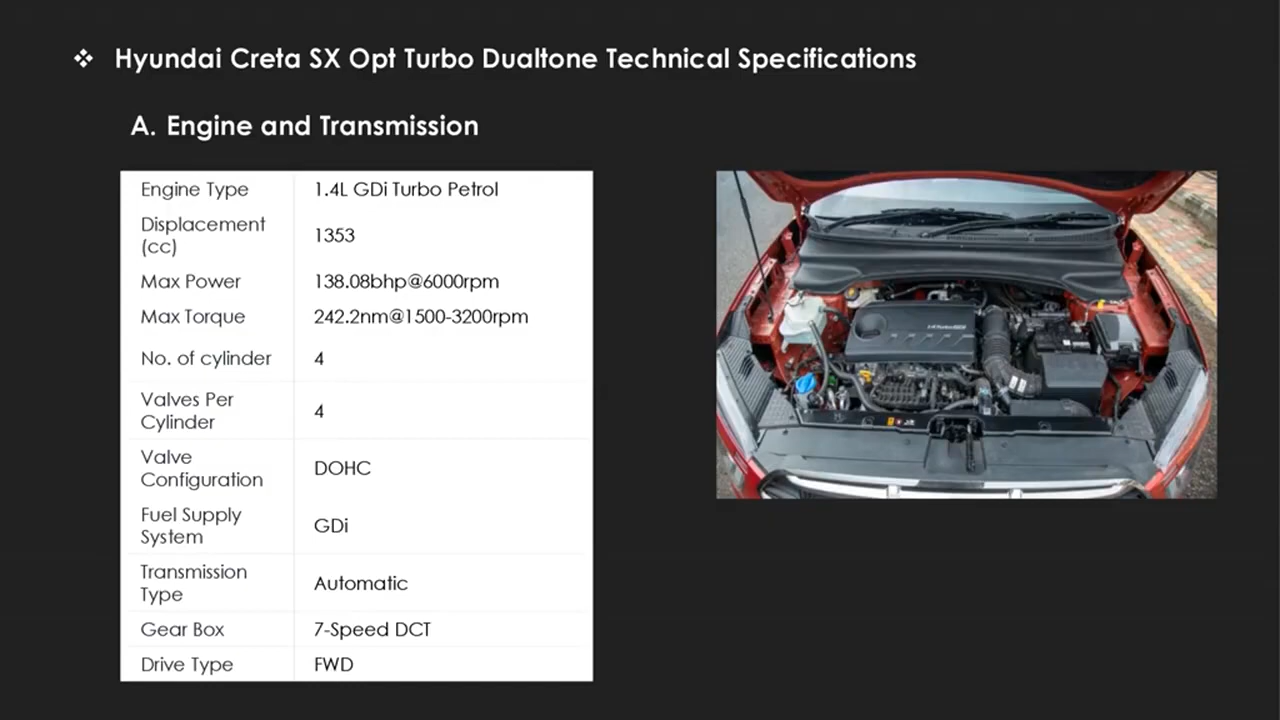 ❖ Hyundai Creta SX Opt Turbo Dualtone Technical Specifications
A. Engine and Transmission
Engine Type 1.4L GDi Turbo Petrol
Displacement
(cc) 1353
Max Power 138.08bhp@6000rpm
Max Torque 242.2nm@1500-3200rpm
No. of cylinder 4
Valves Per
Cylinder 4
Valve
Configuration DOHC
Fuel Supply
System GDi
Transmission
Type Automatic
Gear Box 7-Speed DCT
Drive Type FWD